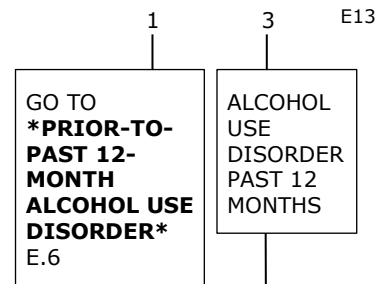 1 3 E13
GO TO
*PRIOR-TO-
PAST 12-
MONTH
ALCOHOL USE
DISORDER*
E.6
ALCOHOL
USE
DISORDER
PAST 12
MONTHS